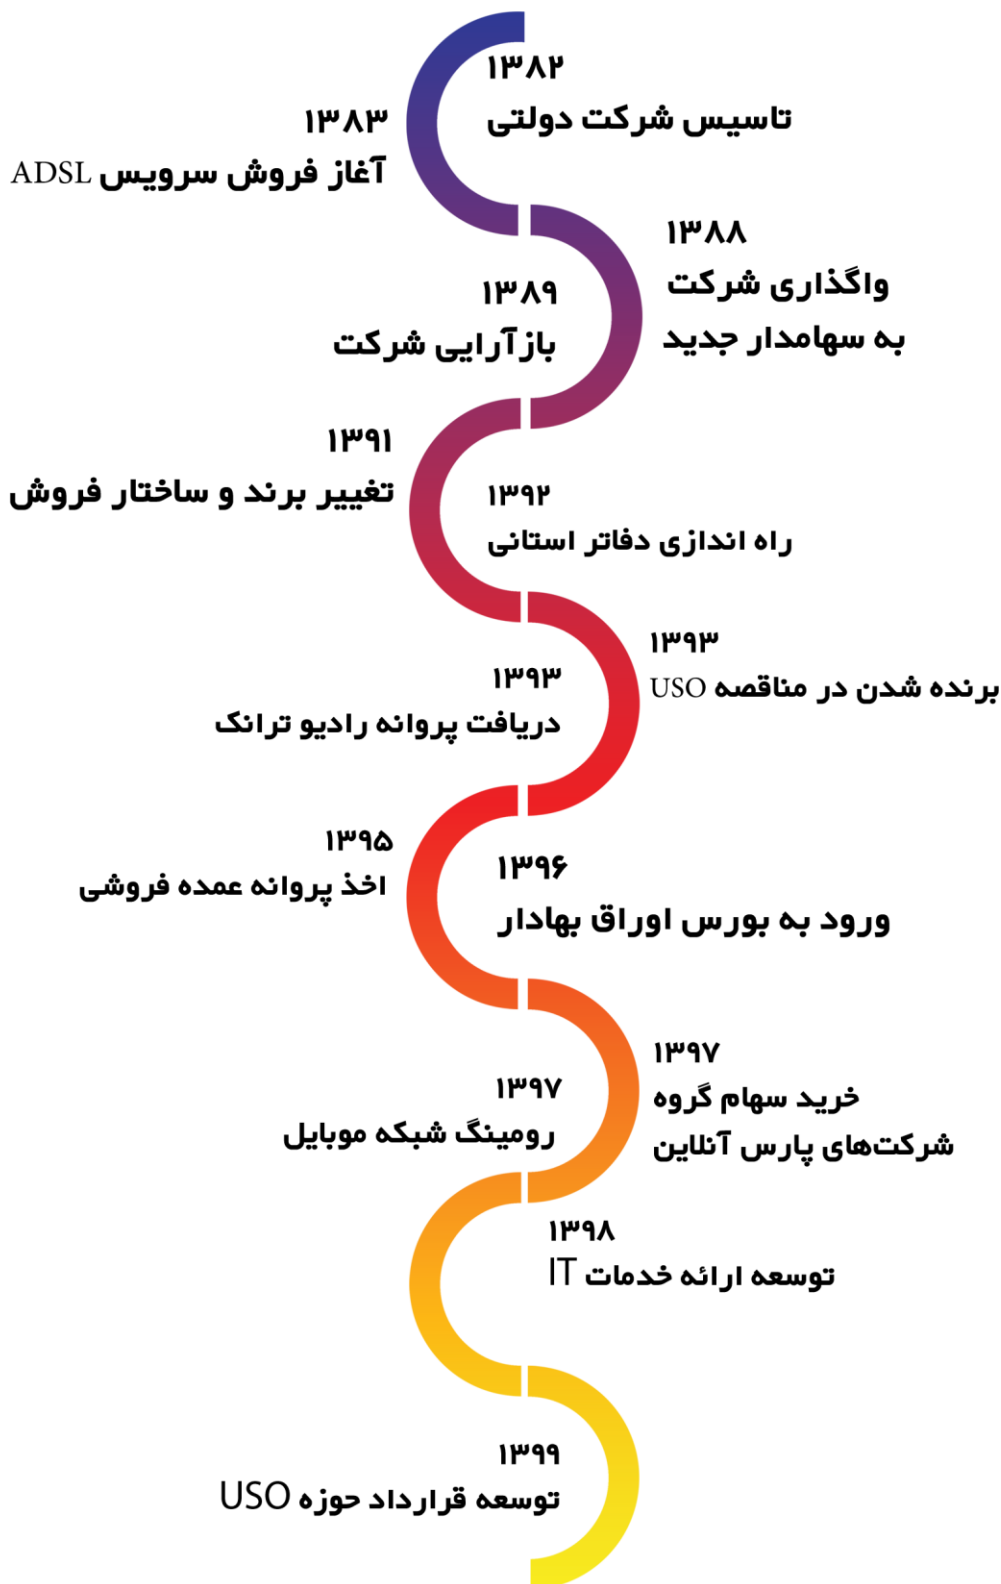 ۱۳۸۲
تاسیس شرکت دولتی
۱۳۸۳
آغاز فروش سرویس ADSL
۱۳۸۸
واگذاری شرکت
به سهامدار جدید
۱۳۸۹
بازآرایی شرکت
۱۳۹۱
تغییر برند و ساختار فروش
۱۳۹۲
راه اندازی دفاتر استانی
۱۳۹۳
برنده شدن در مناقصه USO
۱۳۹۳
دریافت پروانه رادیو ترانک
۱۳۹۵
اخذ پروانه عمده فروشی
۱۳۹۶
ورود به بورس اوراق بهادار
۱۳۹۷
خرید سهام گروه
شرکت‌های پارس آنلاین
۱۳۹۷
رومینگ شبکه موبایل
۱۳۹۸
توسعه ارائه خدمات IT
۱۳۹۹
توسعه قرارداد حوزه USO